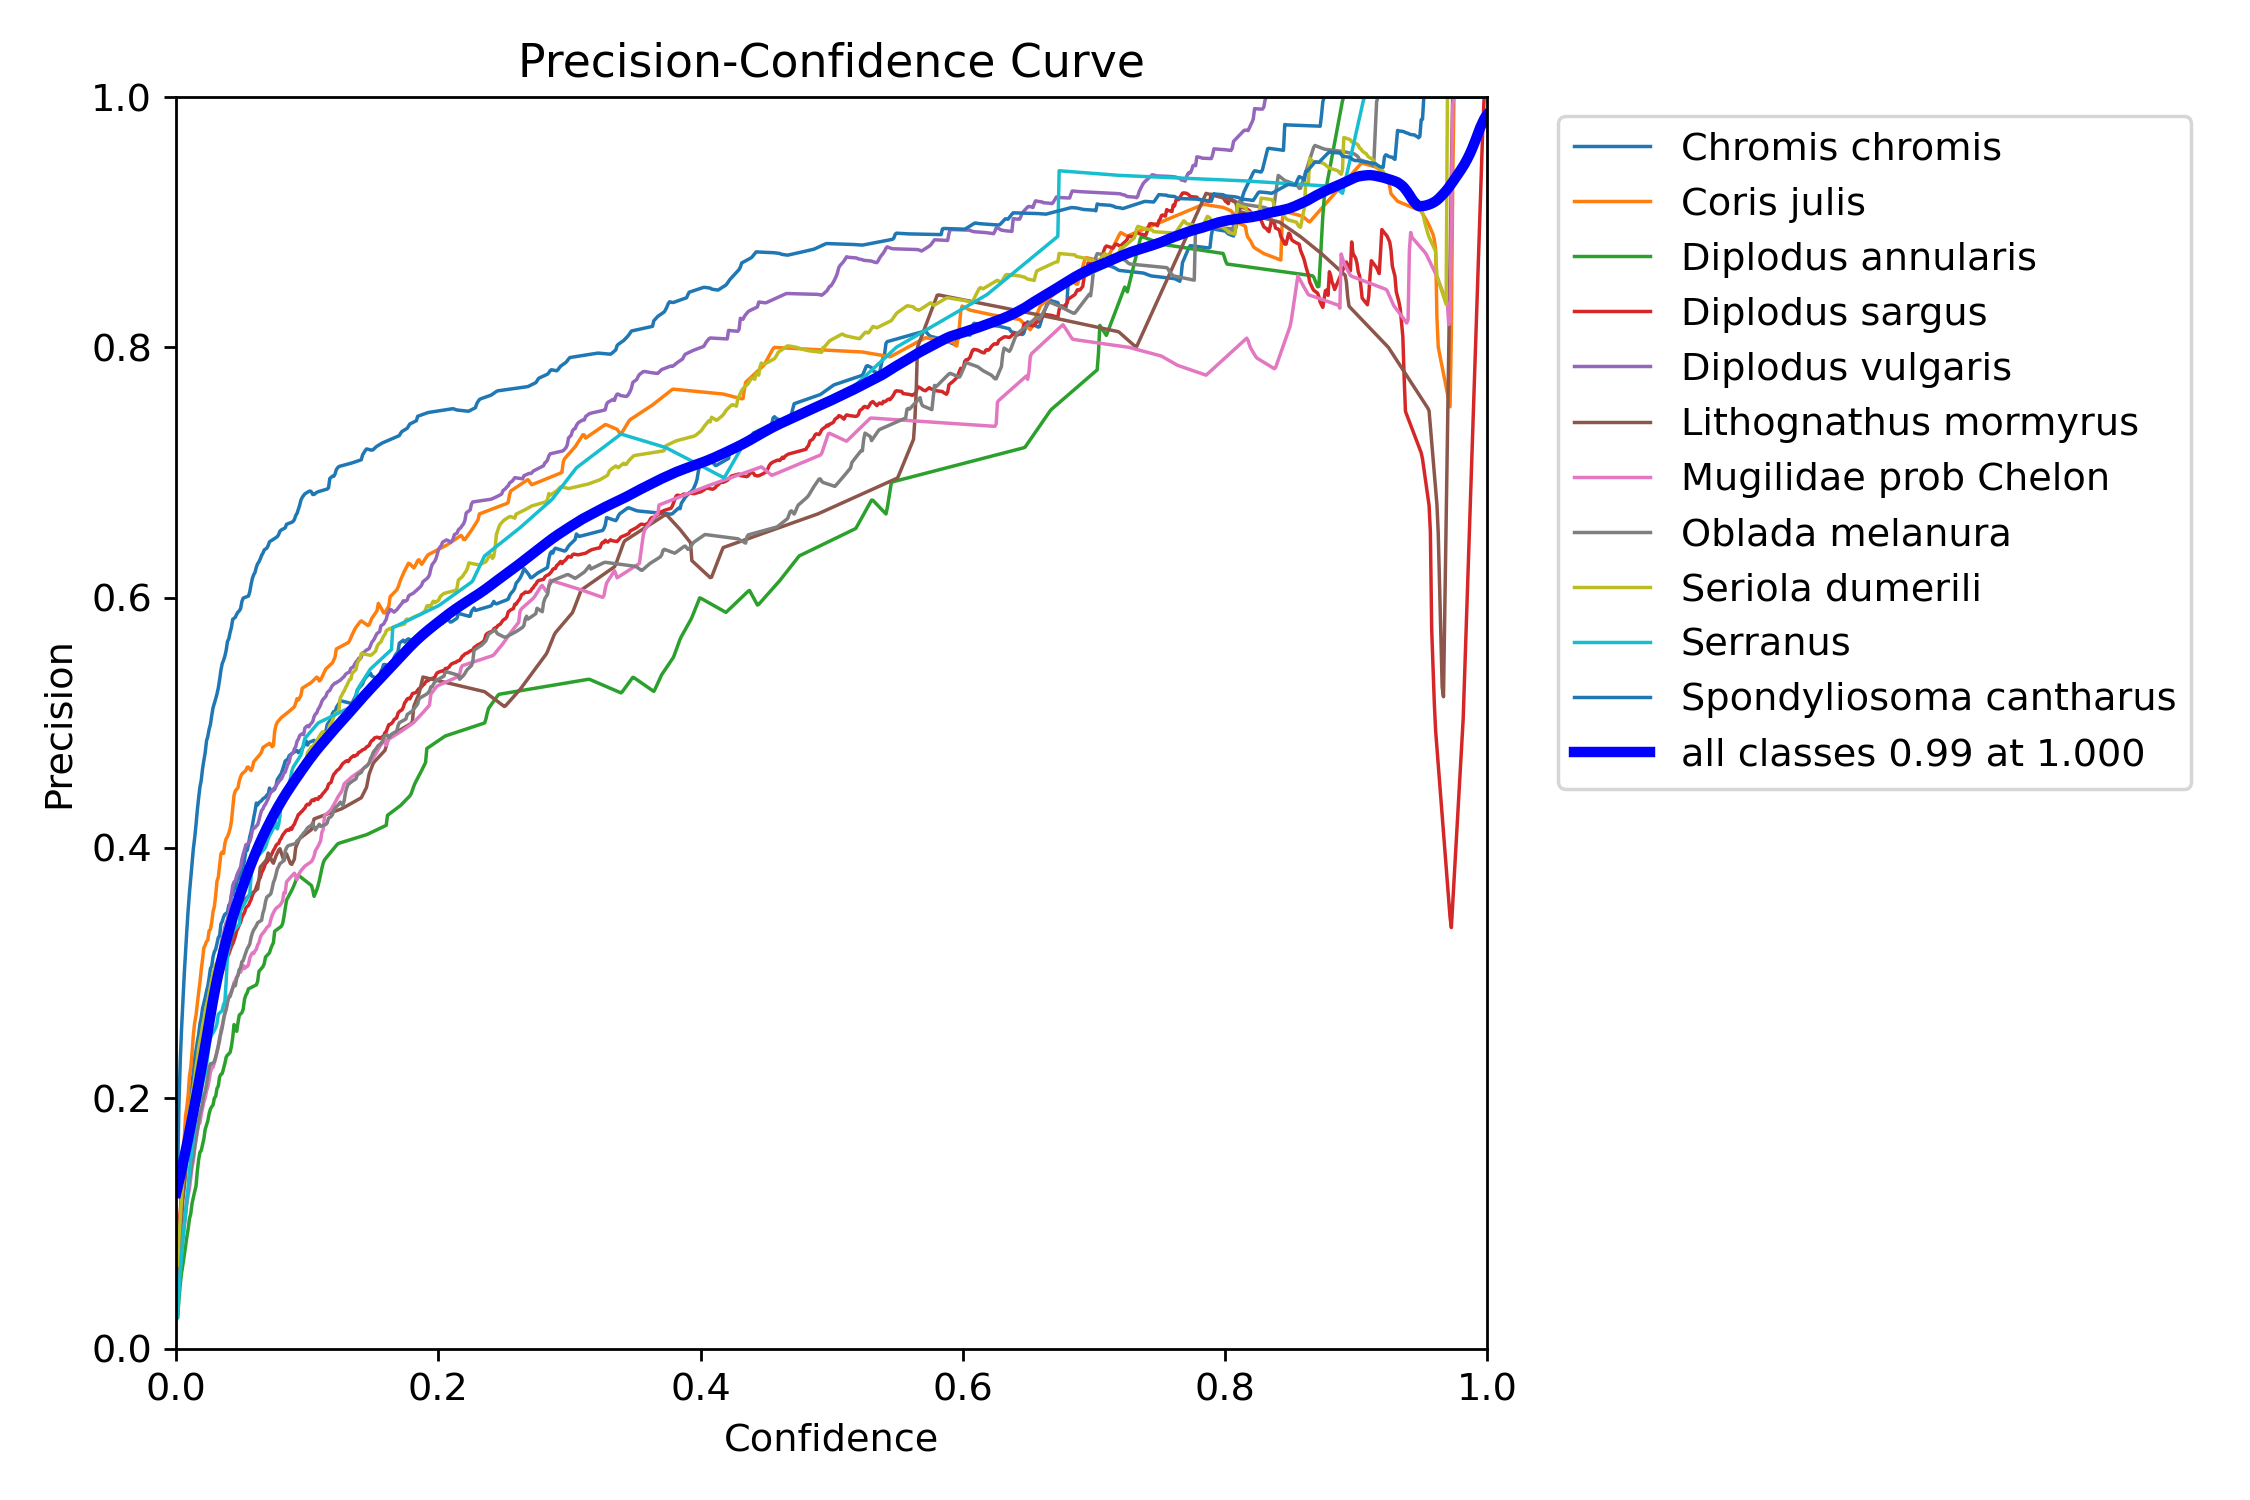 Precision-Confidence Curve
1.0
0.8
0.6
0.4
0.2
0.0
Precision
0.0 0.2 0.4 0.6 0.8 1.0
Confidence
Chromis chromis
Coris julis
Diplodus annularis
Diplodus sargus
Diplodus vulgaris
Lithognathus mormyrus
Mugilidae prob Chelon
Oblada melanura
Seriola dumerili
Serranus
Spondyliosoma cantharus
all classes 0.99 at 1.000